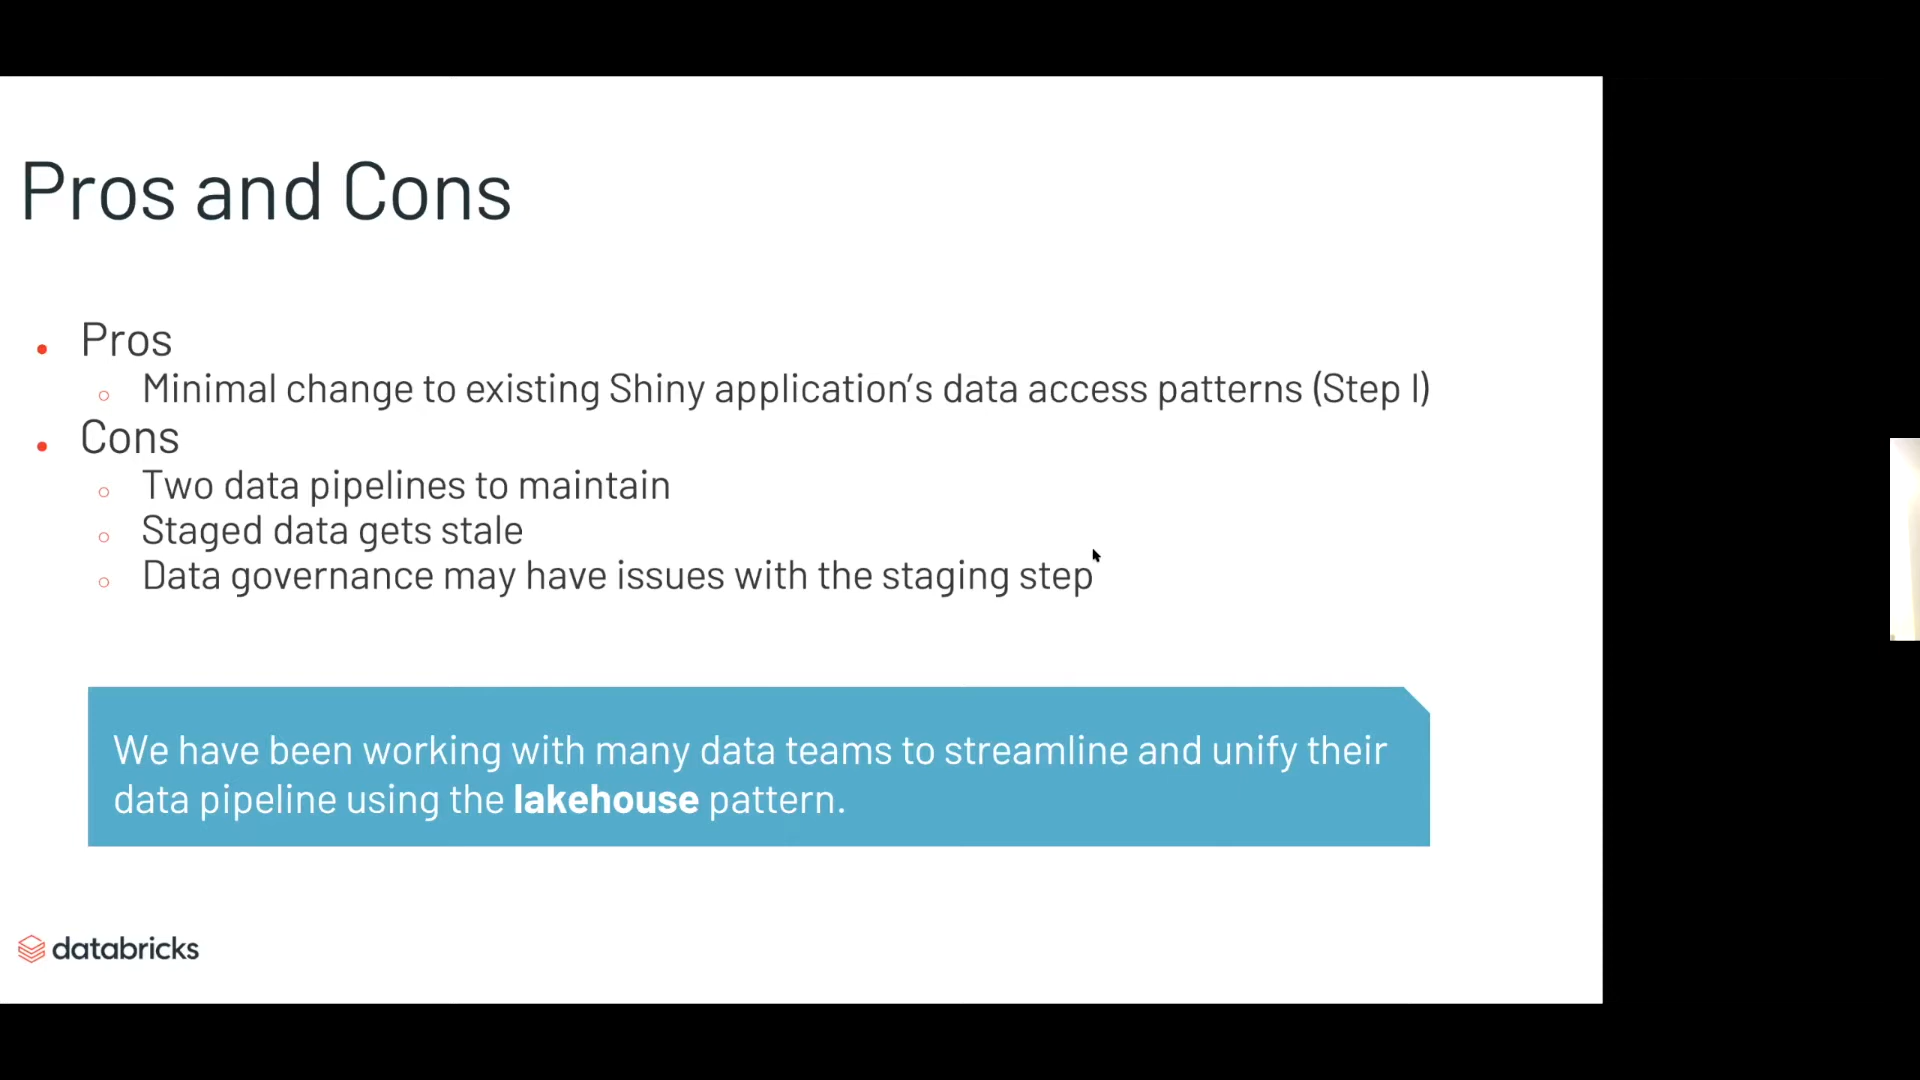 Pros and Cons
Pros
Minimal change to existing Shiny application's data access patterns (Step I)
Cons
Two data pipelines to maintain
Staged data gets stale
Data governance may have issues with the staging step
We have been working with many data teams to streamline and unify their
data pipeline using the lakehouse pattern.
databricks